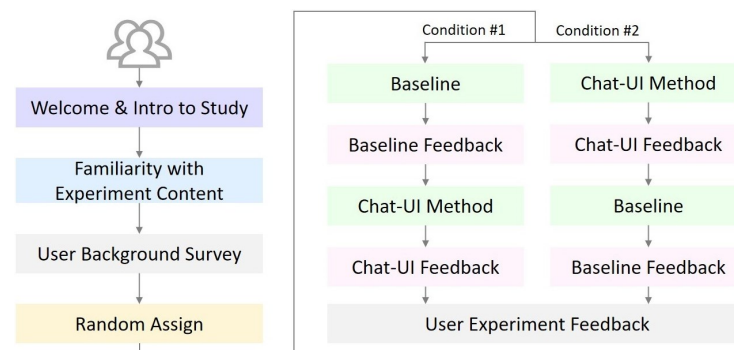 Welcome & Intro to Study
Familiarity with
Experiment Content
User Background Survey
Random Assign
Condition #1
Condition #2
Baseline
Baseline Feedback
Chat-UI Method
Chat-UI Feedback
Chat-UI Method
Chat-UI Feedback
Baseline
Baseline Feedback
User Experiment Feedback